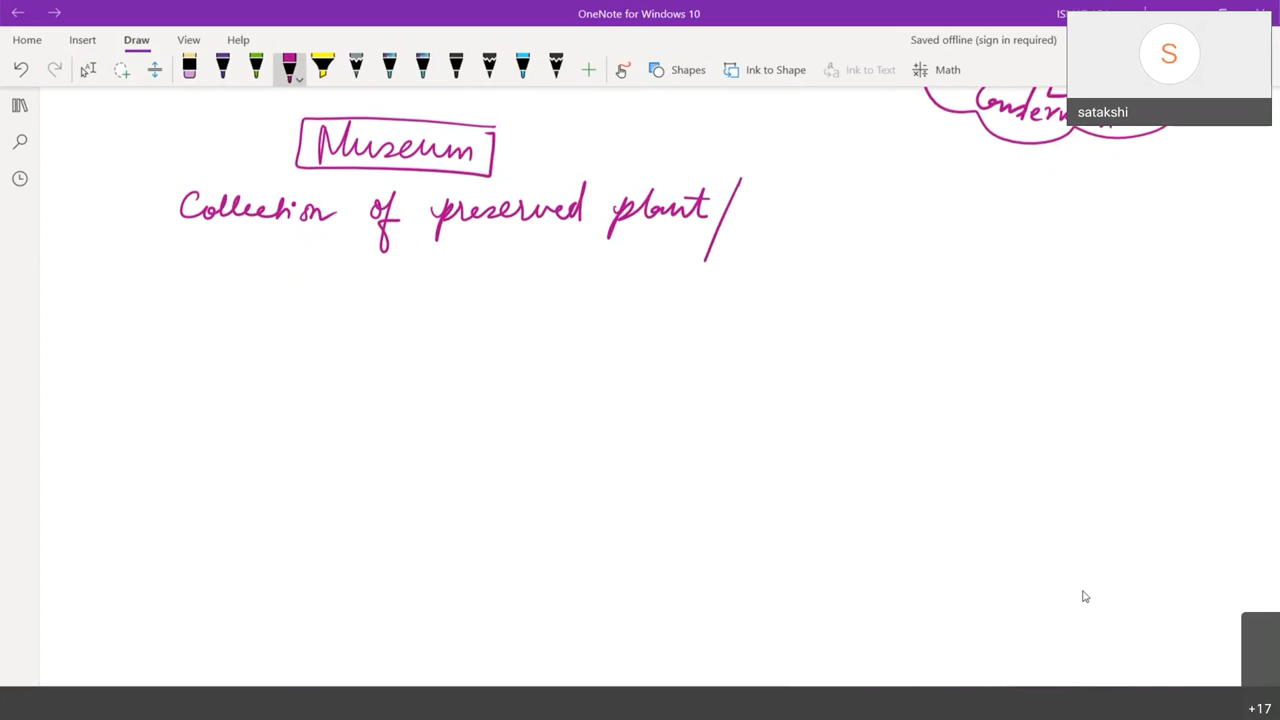 OneNote for Windows 10
Home Insert Draw View Help
Saved offline (sign in required)
S
Shapes Ink to Shape Ink to Text Math
satakshi
Museum
Collection of preserved plant/
+17